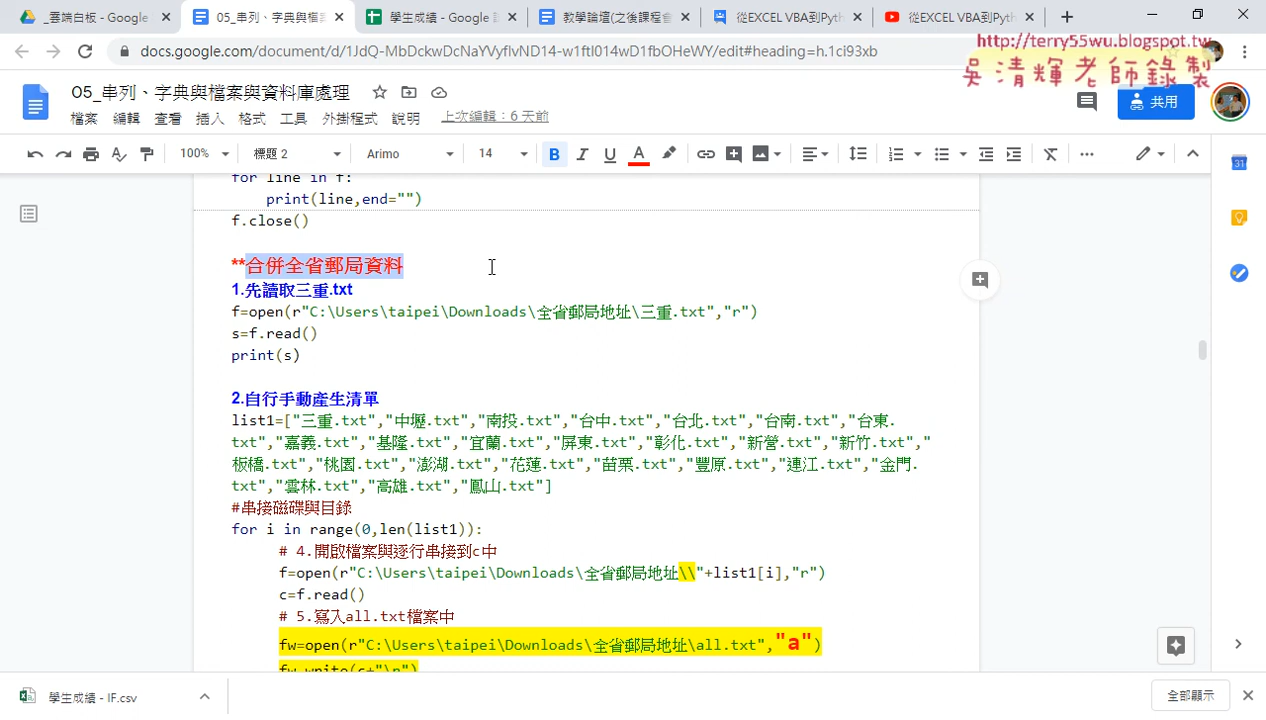 _雲端白板 - Google
05_串列、字典與檔案
學生成績 - Google
教學論壇(之後課程會
從EXCEL VBA到Pyth
從EXCEL VBA到Pyth
docs.google.com/document/d/1JdQ-MbDckwDcNaYVyflvND14-w1ftI014wD1fbOHeWY/edit#heading=h.1ci93xb
http://terry55wu.blogspot.tw
吳清輝老師錄製
05_串列、字典與檔案與資料庫處理
共用
檔案 編輯 查看 插入 格式 工具 外掛程式 說明 上次編輯：6 天前
100% 標題 2 Arimo 14 B I U A
31
for line in f:
print(line,end="")
f.close()
**合併全省郵局資料
1.先讀取三重.txt
f=open(r"C:\Users\taipei\Downloads\全省郵局地址\三重.txt","r")
s=f.read()
print(s)
2.自行手動產生清單
list1=["三重.txt","中壢.txt","南投.txt","台中.txt","台北.txt","台南.txt","台東.
txt","嘉義.txt","基隆.txt","宜蘭.txt","屏東.txt","彰化.txt","新營.txt","新竹.txt","
板橋.txt","桃園.txt","澎湖.txt","花蓮.txt","苗栗.txt","豐原.txt","連江.txt","金門.
txt","雲林.txt","高雄.txt","鳳山.txt"]
#串接磁碟與目錄
for i in range(0,len(list1)):
# 4.開啟檔案與逐行串接到c中
f=open(r"C:\Users\taipei\Downloads\全省郵局地址\\"+list1[i],"r")
c=f.read()
# 5.寫入all.txt檔案中
fw=open(r"C:\Users\taipei\Downloads\全省郵局地址\all.txt","a")
fw.write(c+"\n")
學生成績 - IF.csv
全部顯示